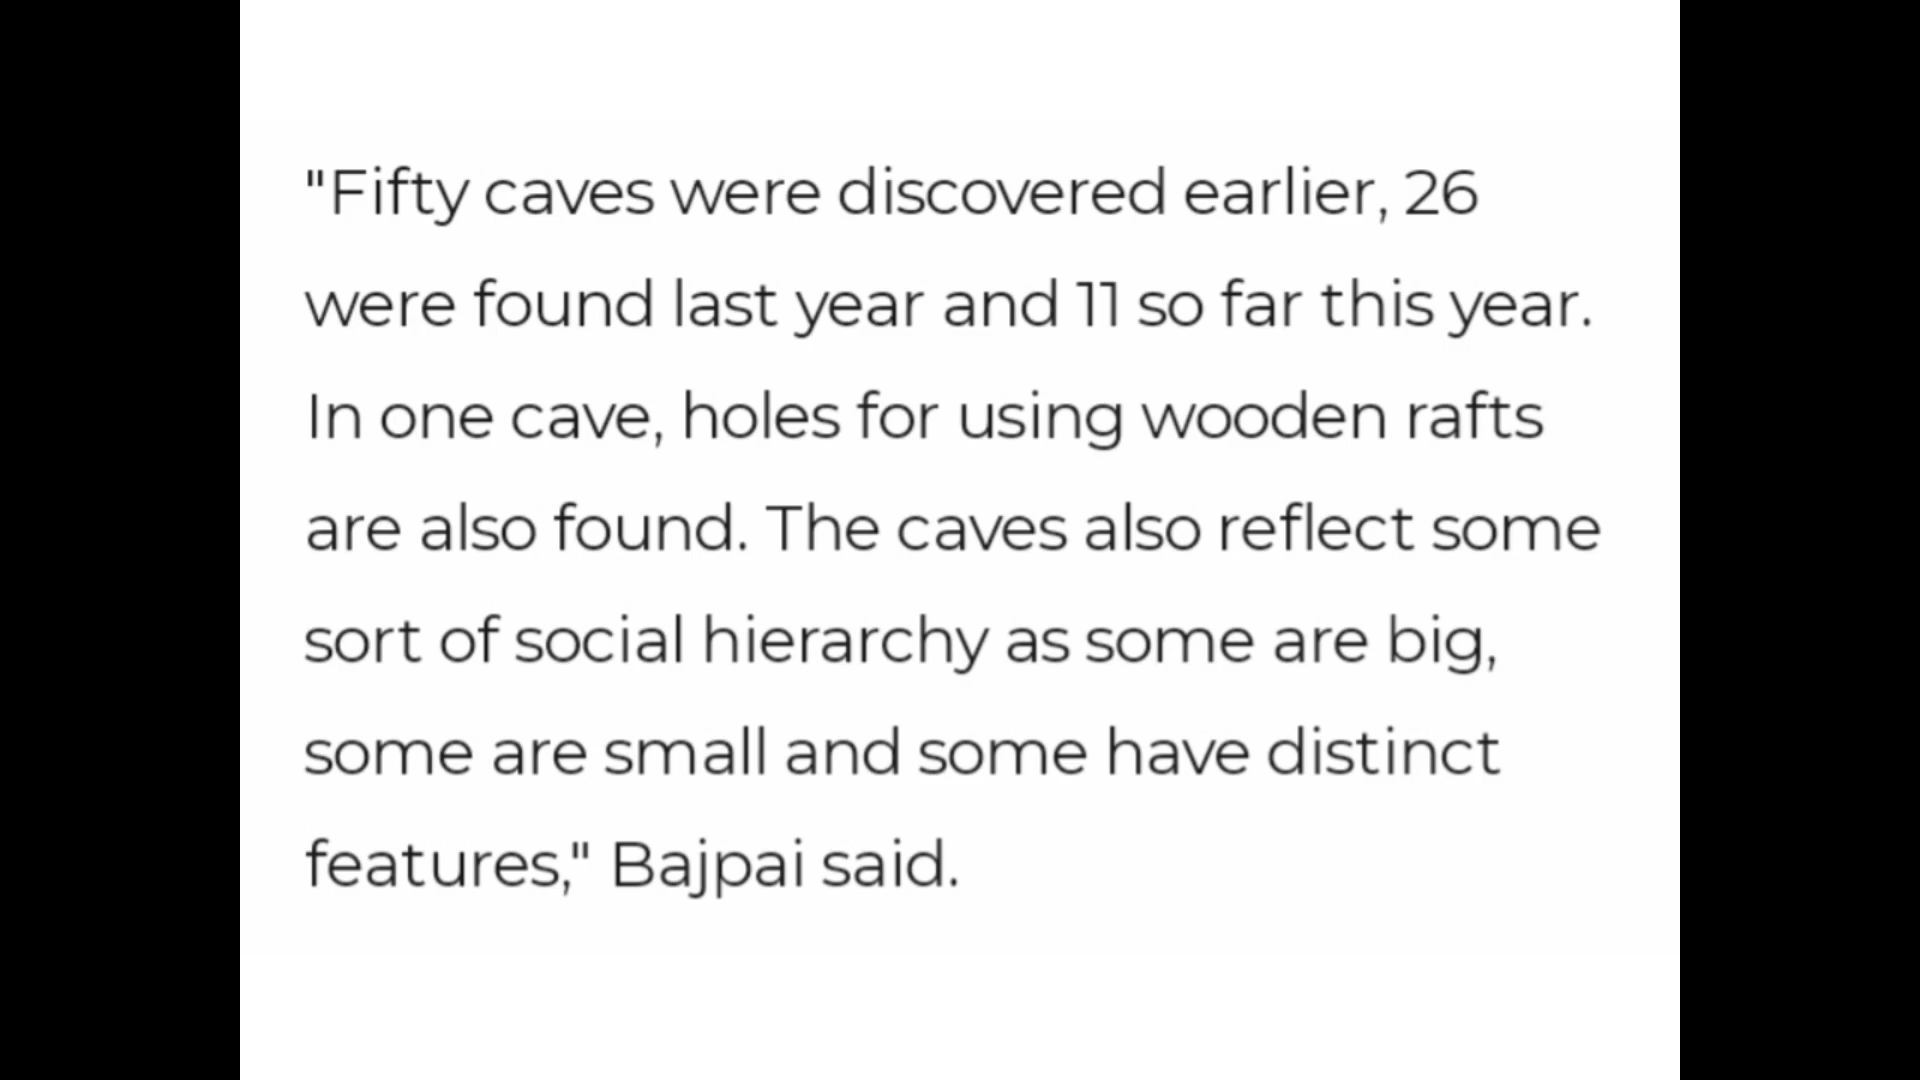 "Fifty caves were discovered earlier, 26
were found last year and 11 so far this year.
In one cave, holes for using wooden rafts
are also found. The caves also reflect some
sort of social hierarchy as some are big,
some are small and some have distinct
features," Bajpai said.